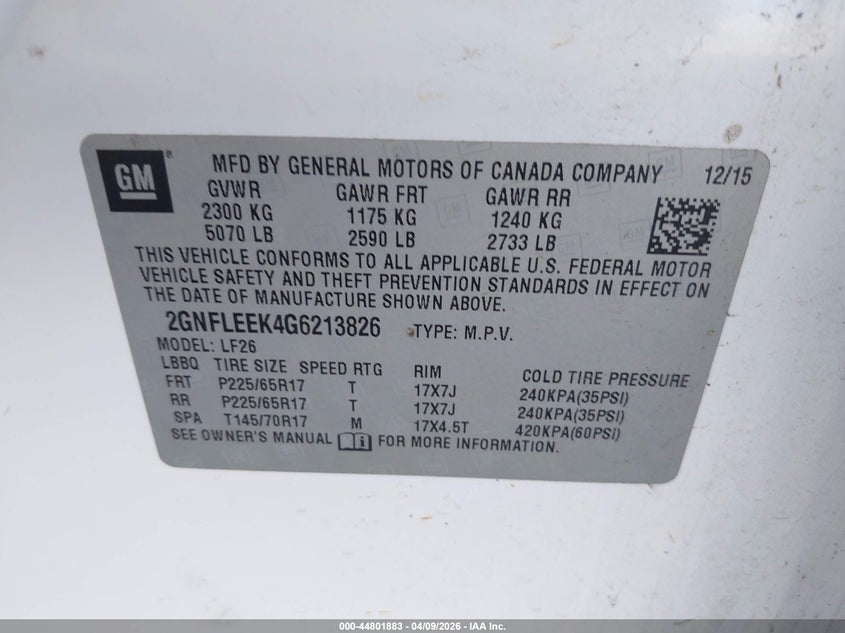 GM ® MFD BY GENERAL MOTORS OF CANADA COMPANY 12/15
GVWR GAWR FRT GAWR RR
2300 KG 1175 KG 1240 KG
5070 LB 2590 LB 2733 LB
THIS VEHICLE CONFORMS TO ALL APPLICABLE U.S. FEDERAL MOTOR
VEHICLE SAFETY AND THEFT PREVENTION STANDARDS IN EFFECT ON
THE DATE OF MANUFACTURE SHOWN ABOVE.
2GNFLEEK4G6213826 TYPE: M.P.V.
MODEL: LF26
LBBQ TIRE SIZE SPEED RTG RIM COLD TIRE PRESSURE
FRT P225/65R17 T 17X7J 240KPA(35PSI)
RR P225/65R17 T 17X7J 240KPA(35PSI)
SPA T145/70R17 M 17X4.5T 420KPA(60PSI)
SEE OWNER'S MANUAL FOR MORE INFORMATION.
000-44801883 | 04/09/2026 - IAA Inc.